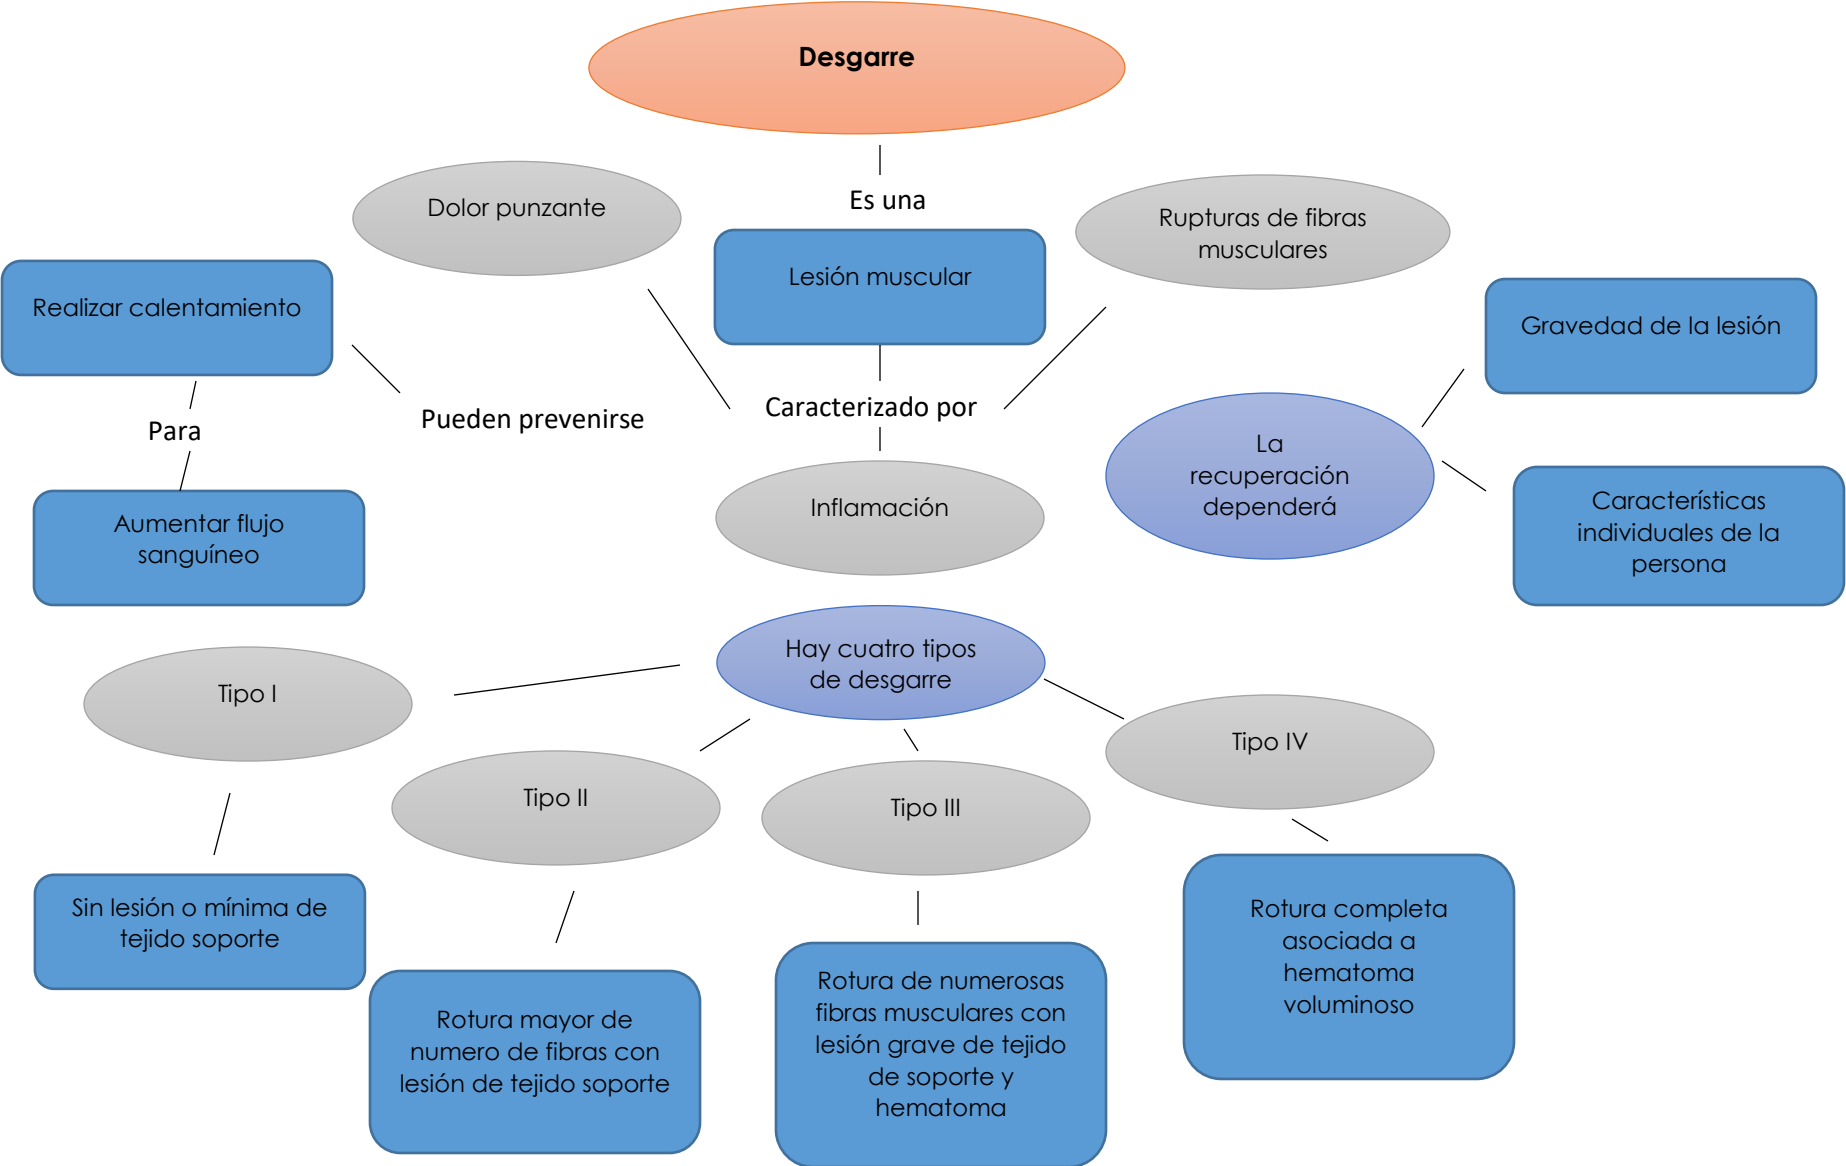 Desgarre
Es una
Dolor punzante
Lesión muscular
Rupturas de fibras
musculares
Realizar calentamiento
Pueden prevenirse
Caracterizado por
Para
Aumentar flujo
sanguíneo
Inflamación
La
recuperación
dependerá
Gravedad de la lesión
Características
individuales de la
persona
Hay cuatro tipos
de desgarre
Tipo I
Tipo II
Tipo III
Tipo IV
Sin lesión o mínima de
tejido soporte
Rotura mayor de
numero de fibras con
lesión de tejido soporte
Rotura de numerosas
fibras musculares con
lesión grave de tejido
de soporte y
hematoma
Rotura completa
asociada a
hematoma
voluminoso